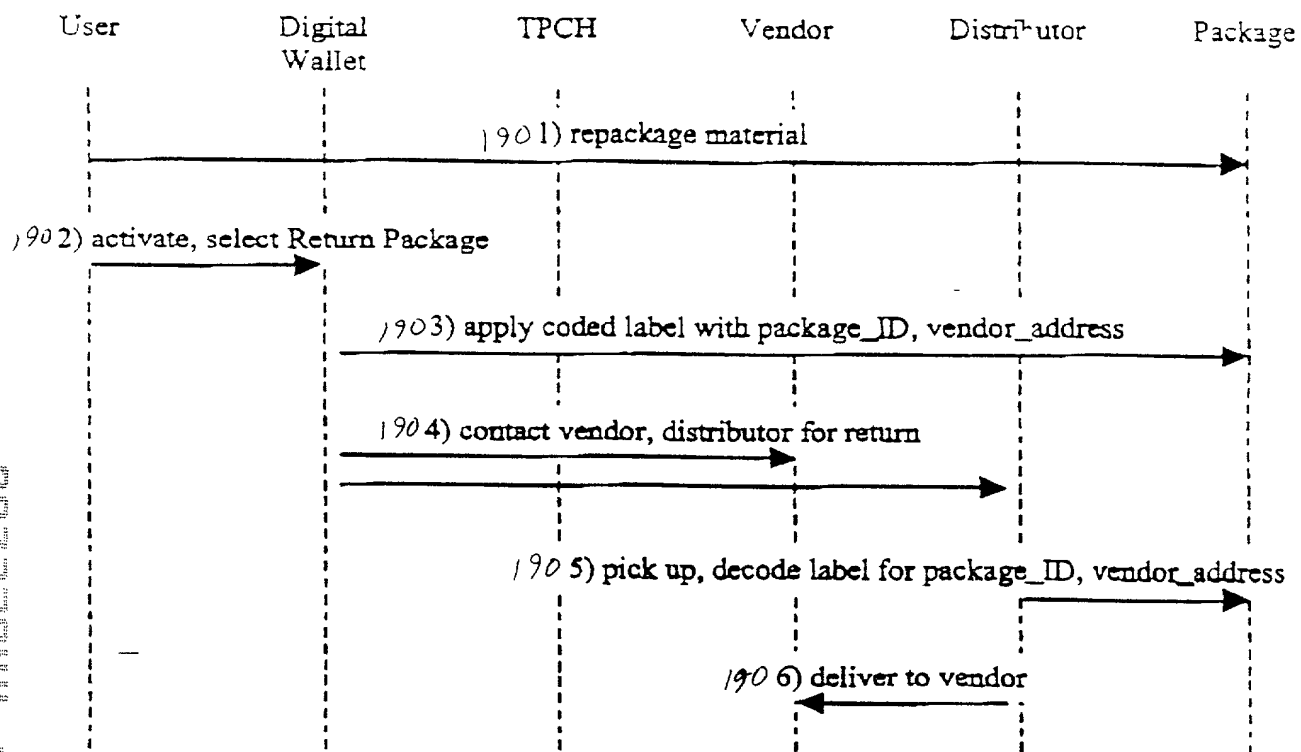 User Digital Wallet TPCH Vendor Distributor Package
1901) repackage material
1902) activate, select Return Package
1903) apply coded label with package_ID, vendor_address
1904) contact vendor, distributor for return
1905) pick up, decode label for package_ID, vendor_address
1906) deliver to vendor